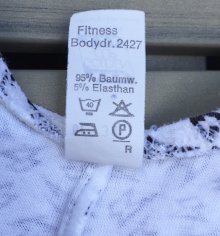 Fitness
Bodydr. 2427
95% Baumw.
5% Elasthan
40
P
R